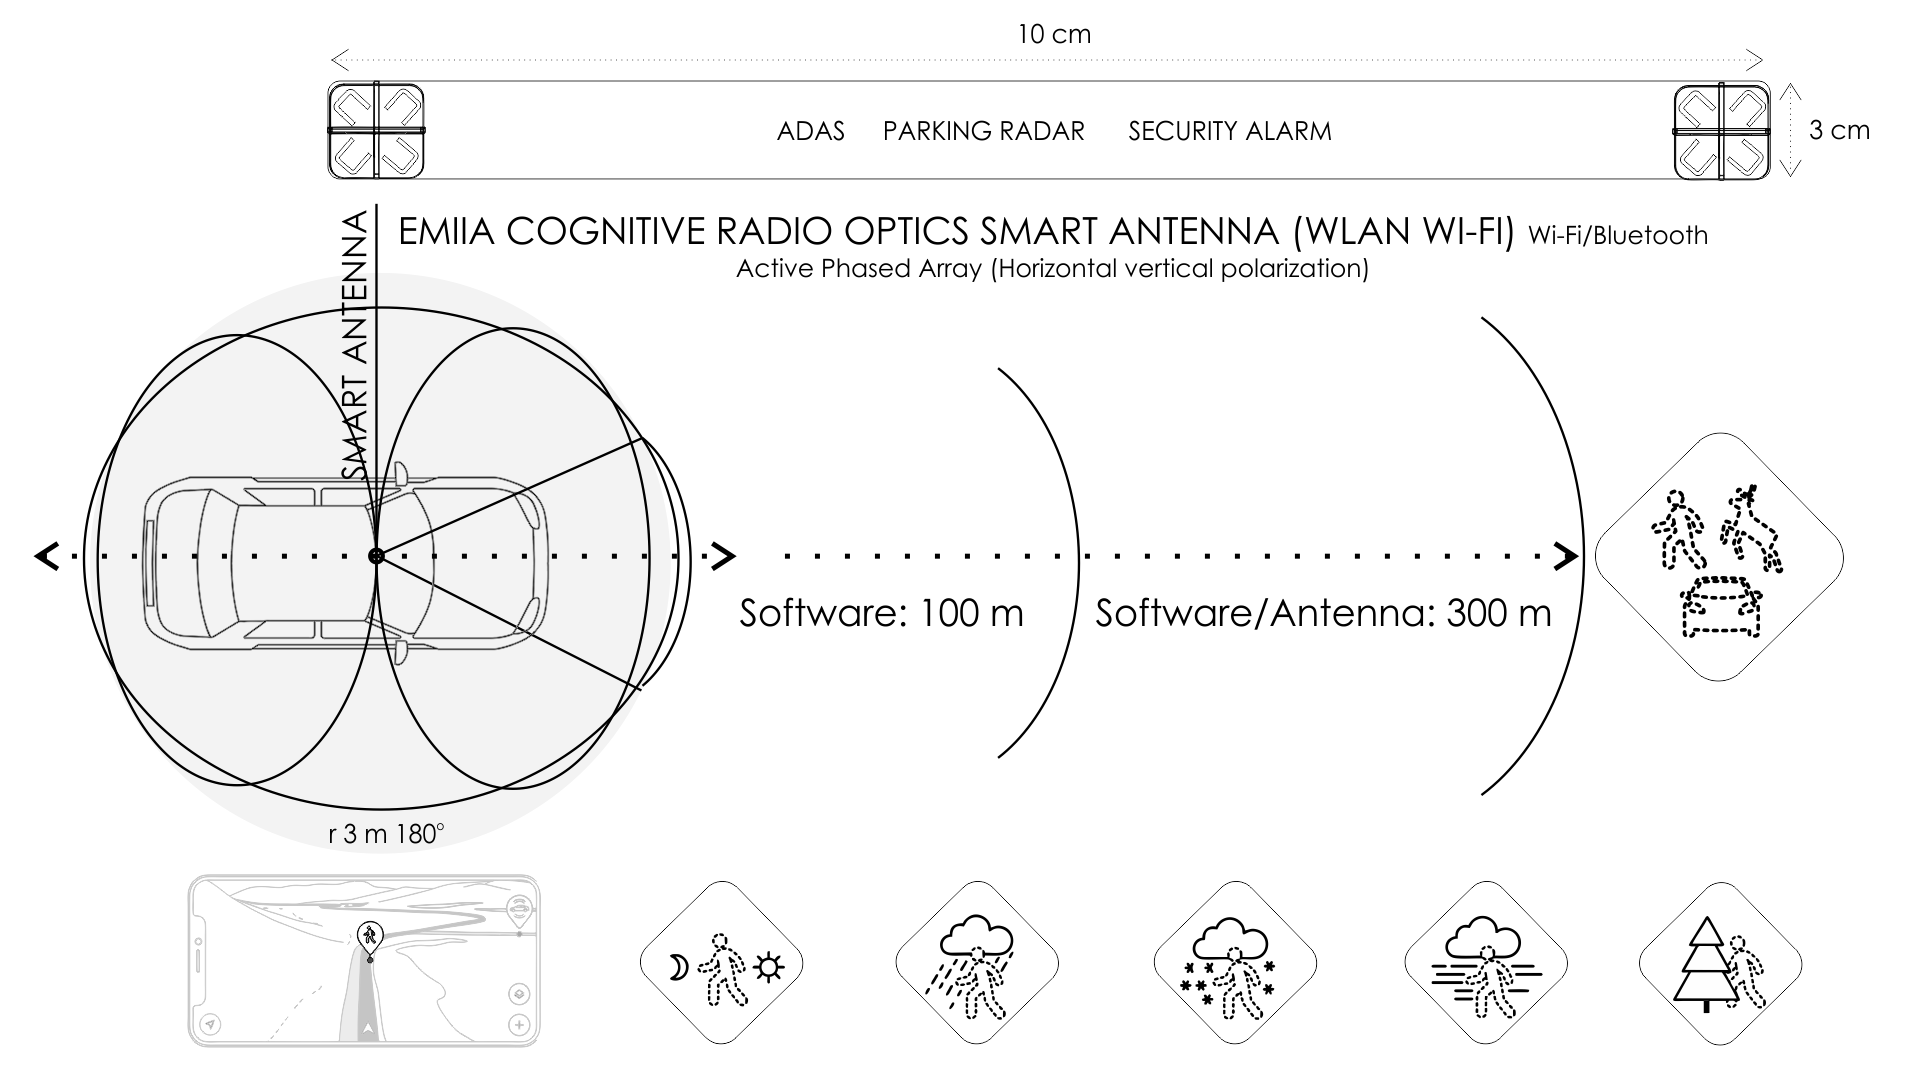 10 cm
ADAS PARKING RADAR SECURITY ALARM
3 cm
EMIIA COGNITIVE RADIO OPTICS SMART ANTENNA (WLAN WI-FI) Wi-Fi/Bluetooth
Active Phased Array (Horizontal vertical polarization)
SMART ANTENNA
Software: 100 m
Software/Antenna: 300 m
r 3 m 180°